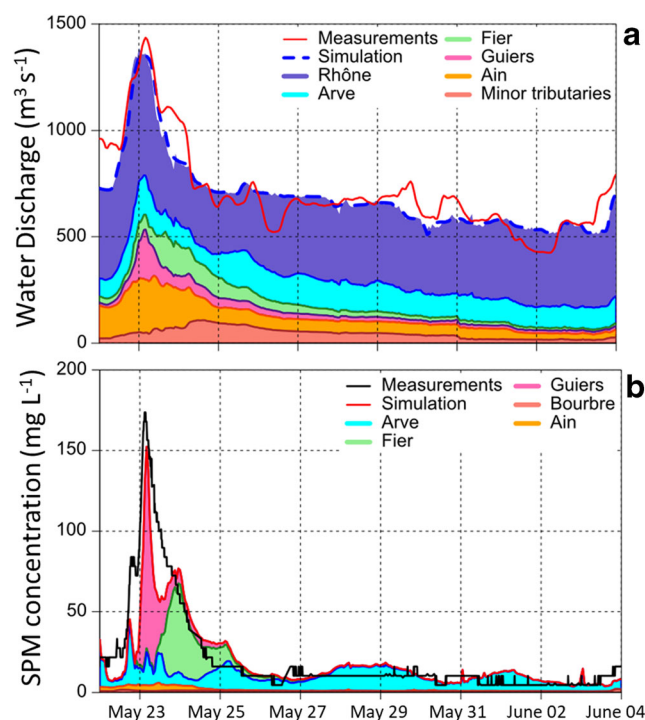 a
1500
1000
500
0
Water Discharge (m³ s⁻¹)
Measurements
Simulation
Rhône
Arve
Fier
Guiers
Ain
Minor tributaries
b
200
150
100
50
0
SPM concentration (mg L⁻¹)
Measurements
Simulation
Arve
Fier
Guiers
Bourbre
Ain
May 23 May 25 May 27 May 29 May 31 June 02 June 04